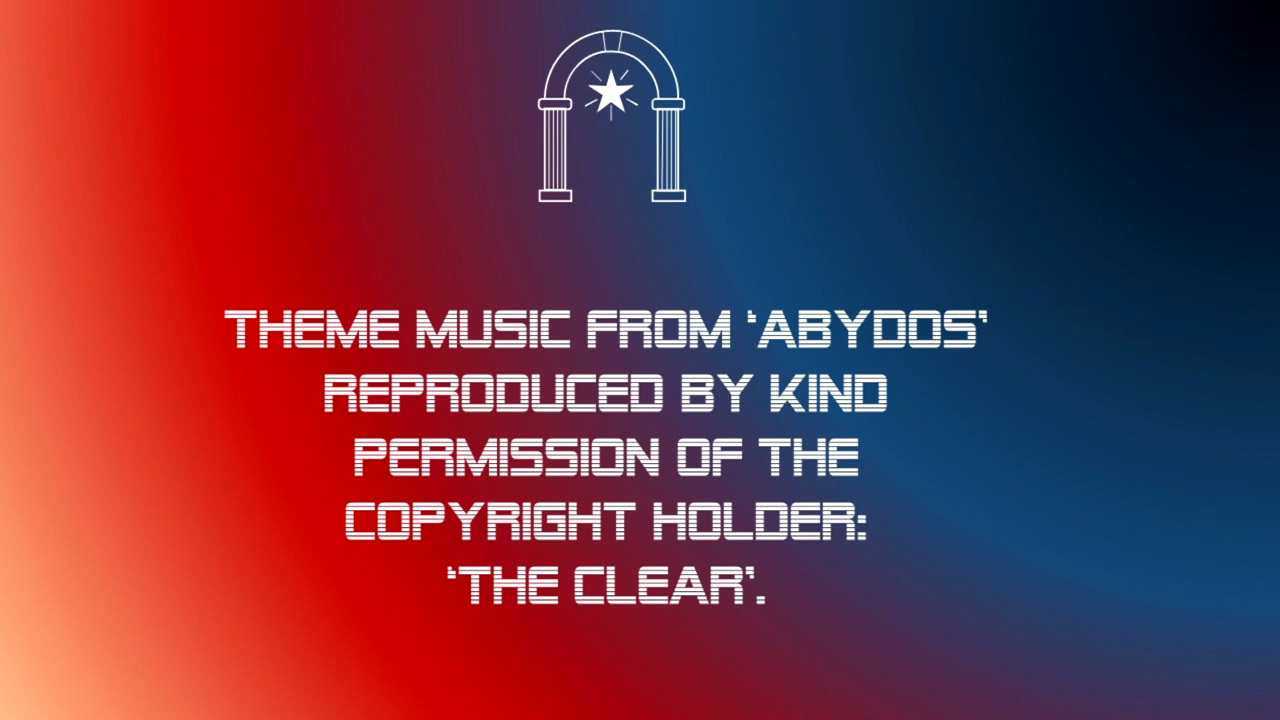 THEME MUSIC FROM ‘ABYDOS’
REPRODUCED BY KIND
PERMISSION OF THE
COPYRIGHT HOLDER:
‘THE CLEAR’.